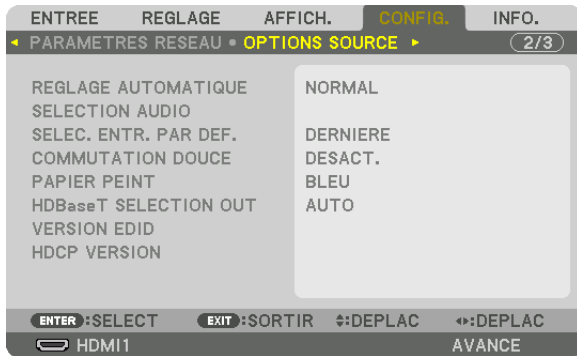 ENTREE REGLAGE AFFICH. CONFIG. INFO.
PARAMETRES RESEAU • OPTIONS SOURCE 2/3
REGLAGE AUTOMATIQUE NORMAL
SELECTION AUDIO
SELEC. ENTR. PAR DEF. DERNIERE
COMMUTATION DOUCE DESACT.
PAPIER PEINT BLEU
HDBaseT SELECTION OUT AUTO
VERSION EDID
HDCP VERSION
ENTER :SELECT EXIT :SORTIR :DEPLAC :DEPLAC
HDMI1 AVANCE